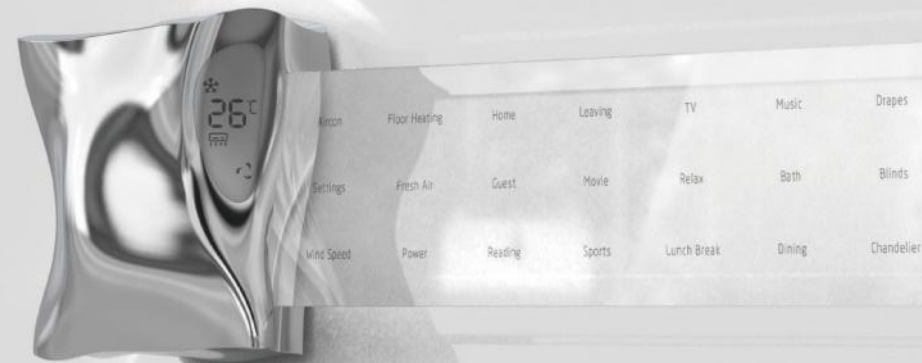 26°C
Aircon Floor Heating Home Leaving TV Music Drapes
Settings Fresh Air Guest Movie Relax Bath Blinds
Wind Speed Power Reading Sports Lunch Break Dining Chandelier